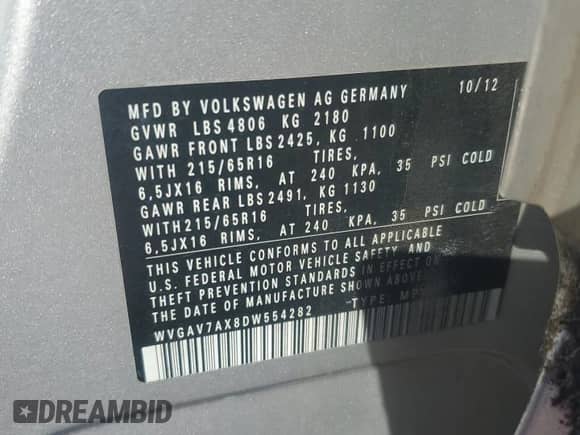 MFD BY VOLKSWAGEN AG GERMANY 10/12
GVWR LBS 4806 KG 2180
GAWR FRONT LBS 2425, KG 1100
WITH 215/65R16 TIRES,
6,5JX16 RIMS, AT 240 KPA, 35 PSI COLD
GAWR REAR LBS 2491, KG 1130
WITH 215/65R16 TIRES,
6,5JX16 RIMS, AT 240 KPA, 35 PSI COLD
THIS VEHICLE CONFORMS TO ALL APPLICABLE
U.S. FEDERAL MOTOR VEHICLE SAFETY, AND
THEFT PREVENTION STANDARDS IN EFFECT ON
DATE OF MANUFACTURE SHOWN
WVGAV7AX8DW554282 TYPE
DREAMBID